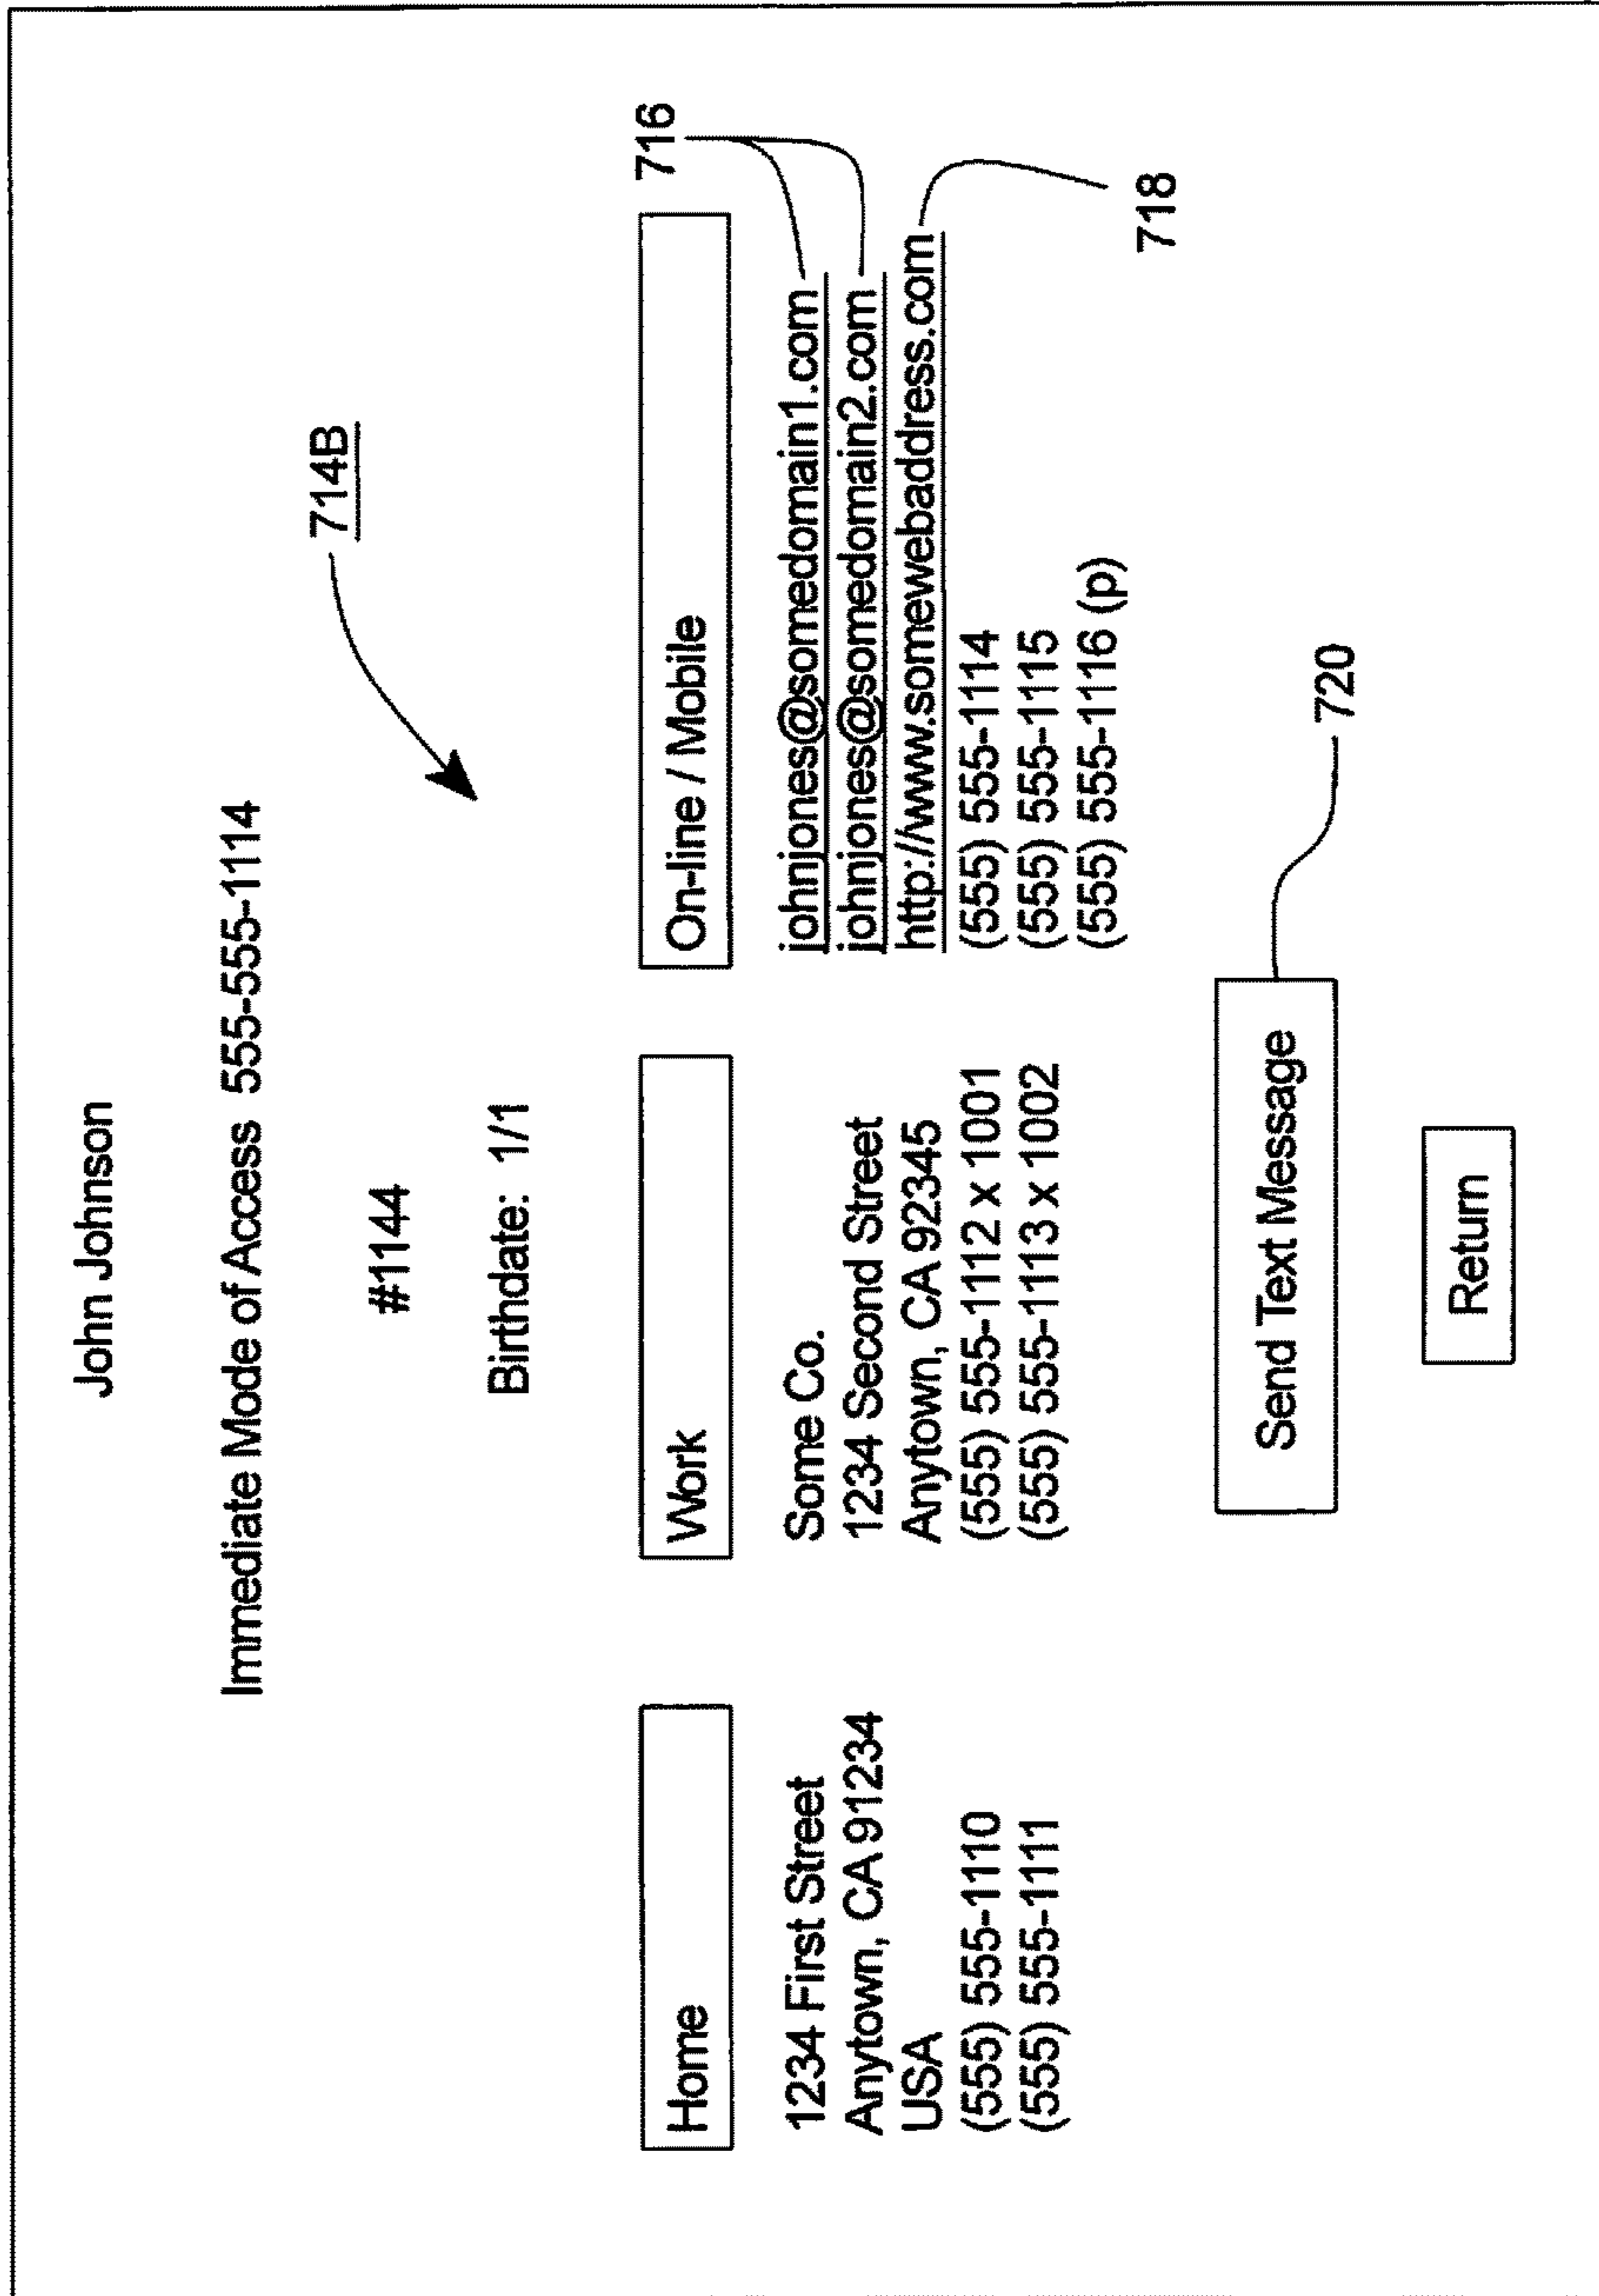 John Johnson
Immediate Mode of Access 555-555-1114
714B
#1144
Birthdate: 1/1
716
Home
1234 First Street
Anytown, CA 91234
USA
(555) 555-1110
(555) 555-1111
Work
Some Co.
1234 Second Street
Anytown, CA 92345
(555) 555-1112 x 1001
(555) 555-1113 x 1002
On-line / Mobile
johnjones@somedomain1.com
johnjones@somedomain2.com
http://www.somewebaddress.com
(555) 555-1114
(555) 555-1115
(555) 555-1116 (p)
718
Send Text Message
720
Return